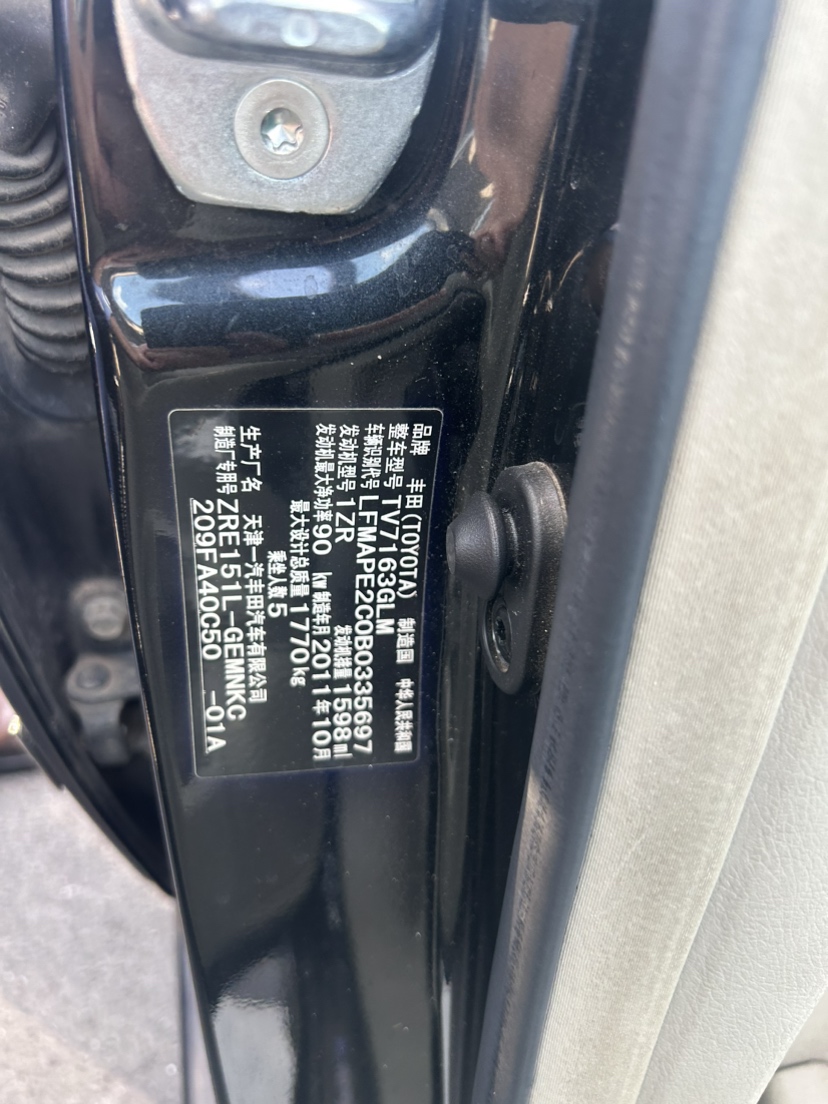 品牌 丰田(TOYOTA) 制造国 中华人民共和国
整车型号 TV7163GLM
车辆识别代号 LFMAPE2C0B0335697
发动机型号 1ZR 发动机排量 1598ml
发动机最大净功率 90 kW 制造年月 2011年10月
最大设计总质量 1770kg
乘坐人数 5
生产厂名 天津一汽丰田汽车有限公司
制造厂专用号 ZRE151L-GEMNKC
209FA40C50 -01A